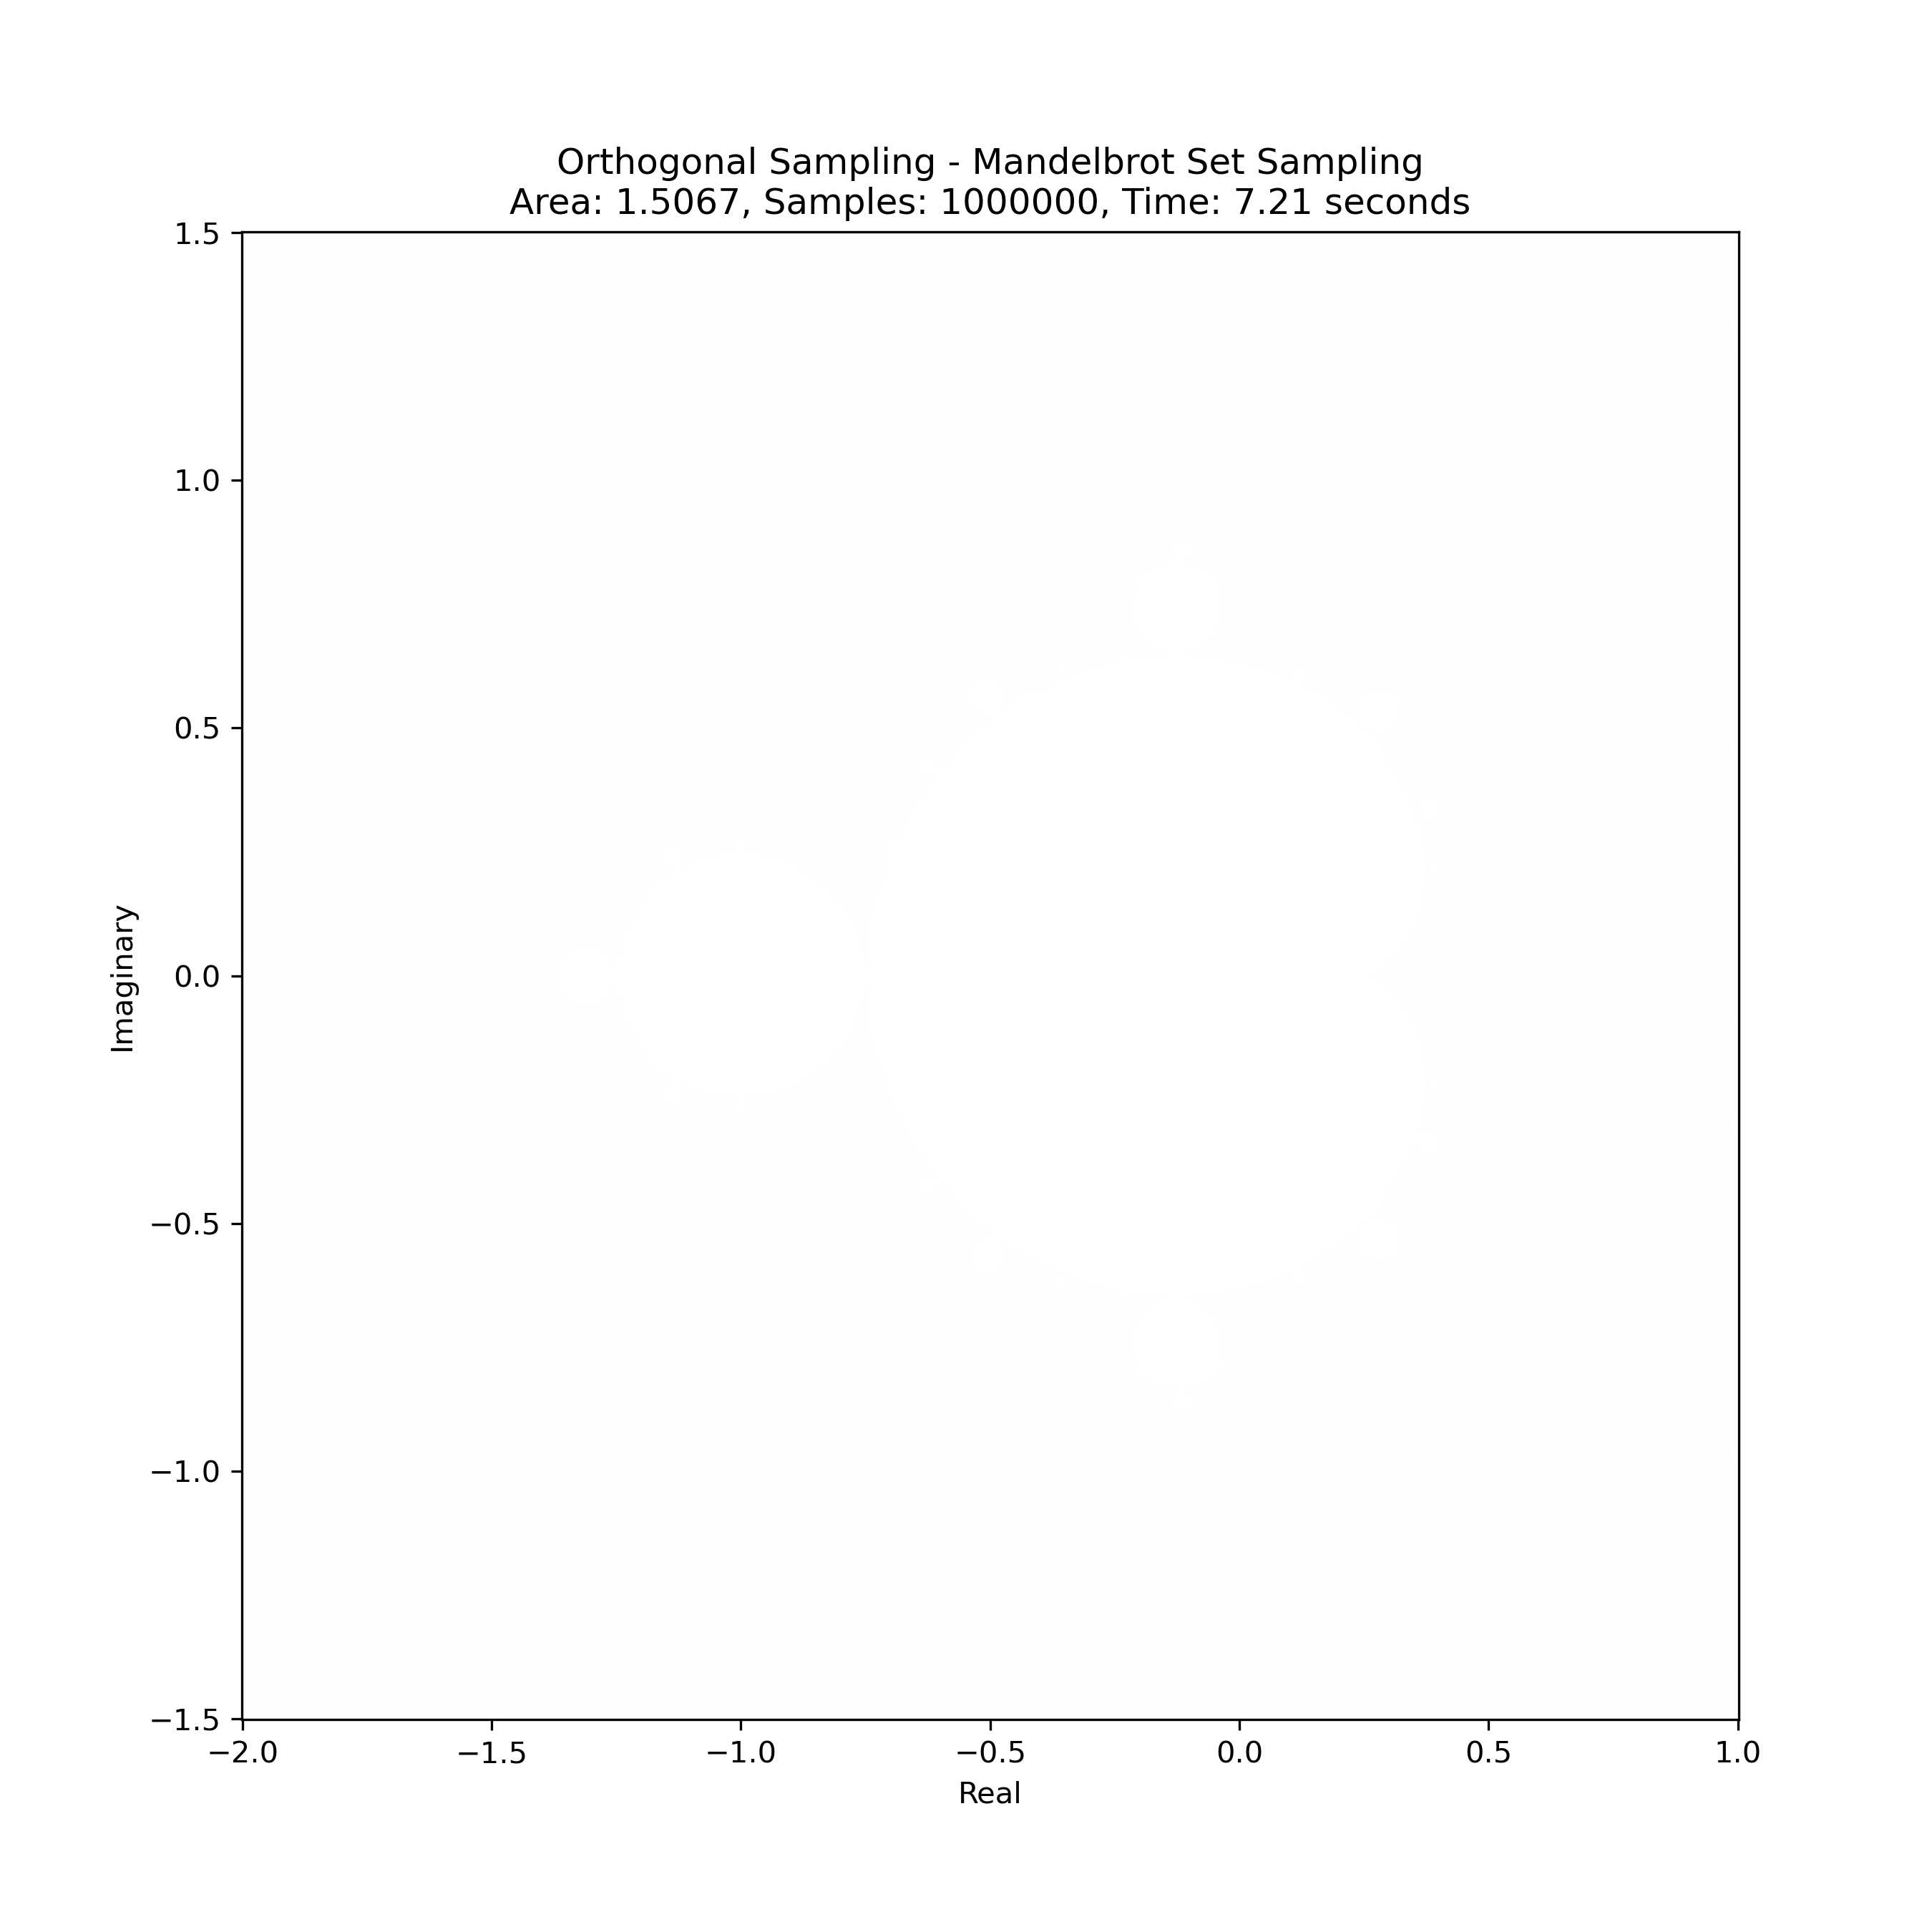 Orthogonal Sampling - Mandelbrot Set Sampling
Area: 1.5067, Samples: 1000000, Time: 7.21 seconds
1.5
1.0
0.5
0.0
−0.5
−1.0
−1.5
Imaginary
−2.0 −1.5 −1.0 −0.5 0.0 0.5 1.0
Real